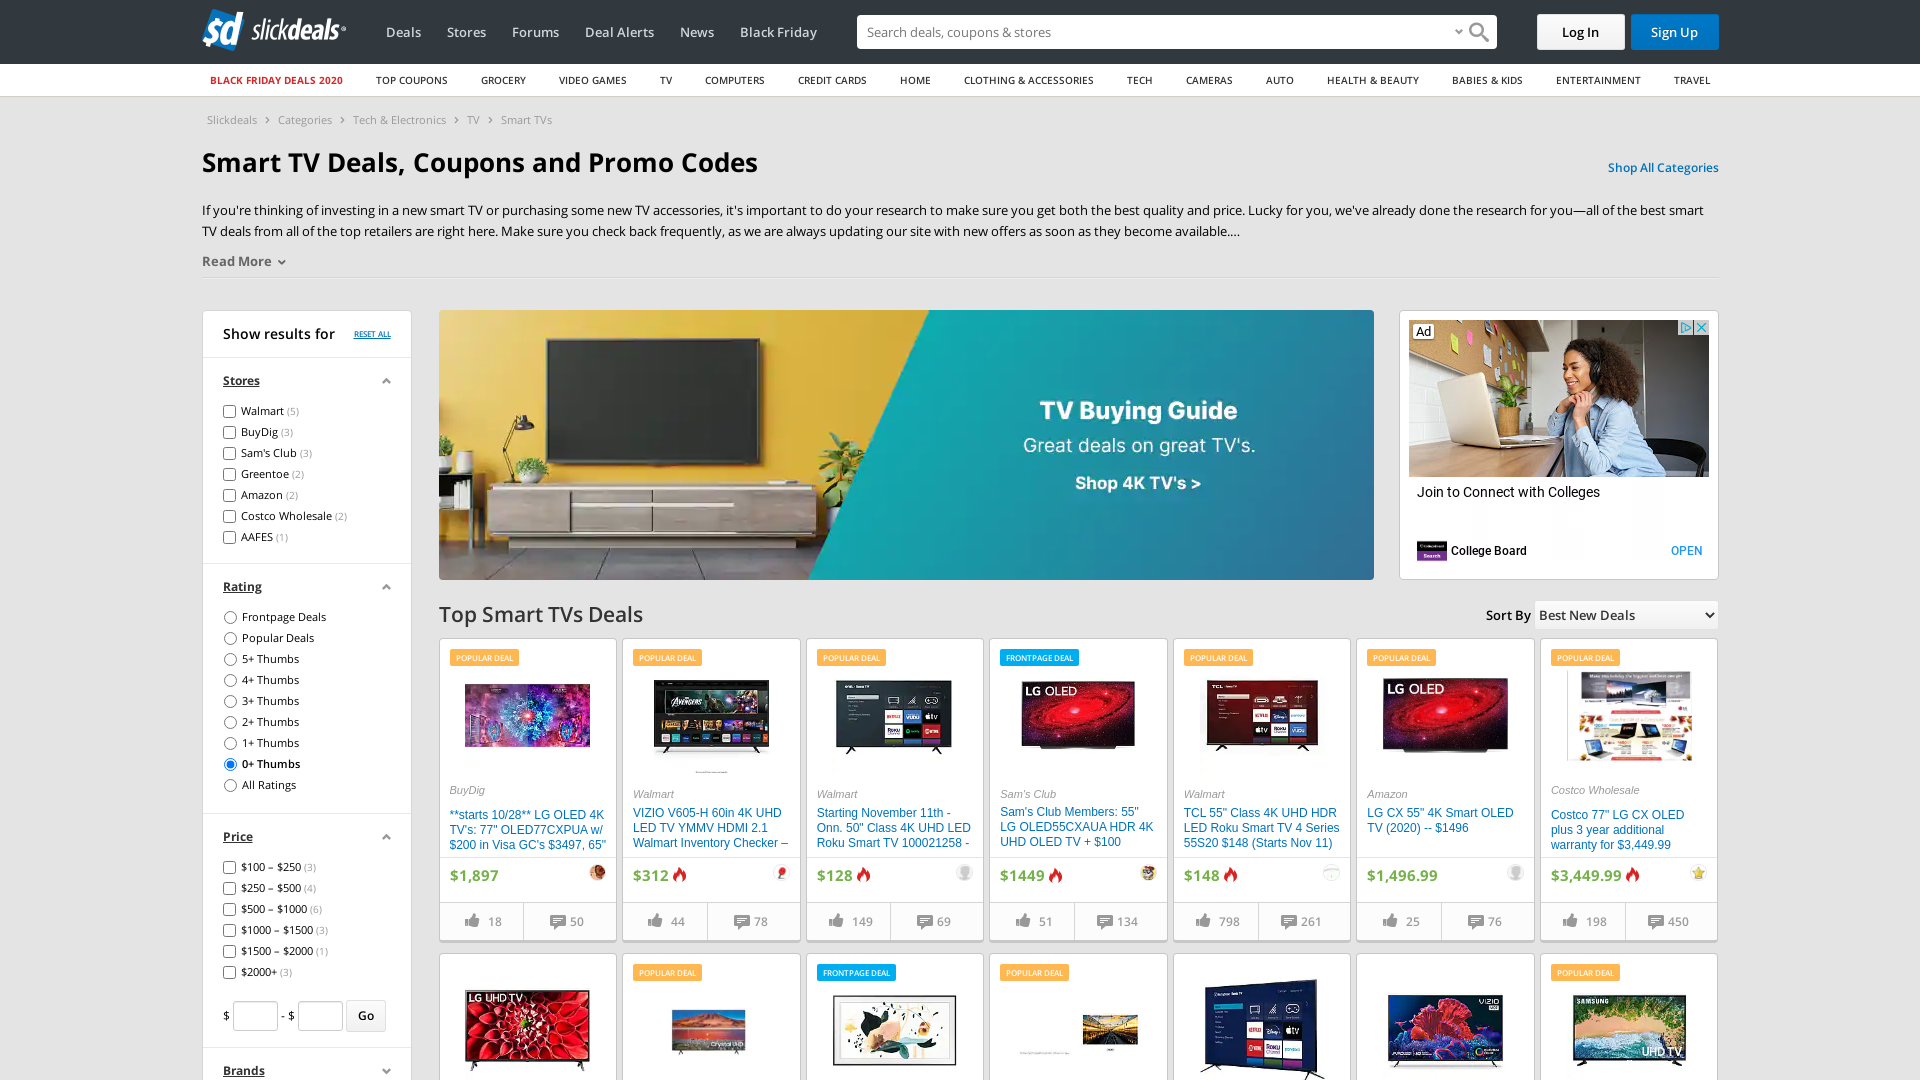 sd slickdeals
Deals Stores Forums Deal Alerts News Black Friday
Search deals, coupons & stores
Log In
Sign Up
BLACK FRIDAY DEALS 2020 TOP COUPONS GROCERY VIDEO GAMES TV COMPUTERS CREDIT CARDS HOME CLOTHING & ACCESSORIES TECH CAMERAS AUTO HEALTH & BEAUTY BABIES & KIDS ENTERTAINMENT TRAVEL
Slickdeals > Categories > Tech & Electronics > TV > Smart TVs
Smart TV Deals, Coupons and Promo Codes
Shop All Categories
If you're thinking of investing in a new smart TV or purchasing some new TV accessories, it's important to do your research to make sure you get both the best quality and price. Lucky for you, we've already done the research for you—all of the best smart
TV deals from all of the top retailers are right here. Make sure you check back frequently, as we are always updating our site with new offers as soon as they become available.…
Read More
Show results for
RESET ALL
Stores
Walmart (5)
BuyDig (3)
Sam's Club (3)
Greentoe (2)
Amazon (2)
Costco Wholesale (2)
AAFES (1)
Rating
Frontpage Deals
Popular Deals
5+ Thumbs
4+ Thumbs
3+ Thumbs
2+ Thumbs
1+ Thumbs
0+ Thumbs
All Ratings
Price
$100 – $250 (3)
$250 – $500 (4)
$500 – $1000 (6)
$1000 – $1500 (3)
$1500 – $2000 (1)
$2000+ (3)
$ - $ Go
Brands
TV Buying Guide
Great deals on great TV's.
Shop 4K TV's >
Ad
Join to Connect with Colleges
College Board
OPEN
Top Smart TVs Deals
Sort By Best New Deals
POPULAR DEAL
BuyDig
**starts 10/28** LG OLED 4K
TV's: 77" OLED77CXPUA w/
$200 in Visa GC's $3497, 65"
$1,897
18 50
POPULAR DEAL
Walmart
VIZIO V605-H 60in 4K UHD
LED TV YMMV HDMI 2.1
Walmart Inventory Checker –
$312
44 78
POPULAR DEAL
Walmart
Starting November 11th -
Onn. 50" Class 4K UHD LED
Roku Smart TV 100021258 -
$128
149 69
FRONTPAGE DEAL
LG OLED
Sam's Club
Sam's Club Members: 55"
LG OLED55CXAUA HDR 4K
UHD OLED TV + $100
$1449
51 134
POPULAR DEAL
Walmart
TCL 55" Class 4K UHD HDR
LED Roku Smart TV 4 Series
55S20 $148 (Starts Nov 11)
$148
798 261
POPULAR DEAL
LG OLED
Amazon
LG CX 55" 4K Smart OLED
TV (2020) -- $1496
$1,496.99
25 76
POPULAR DEAL
Costco Wholesale
Costco 77" LG CX OLED
plus 3 year additional
warranty for $3,449.99
$3,449.99
198 450
LG UHD TV
POPULAR DEAL
Crystal UHD
FRONTPAGE DEAL
POPULAR DEAL
VIZIO
POPULAR DEAL
SAMSUNG
UHD TV